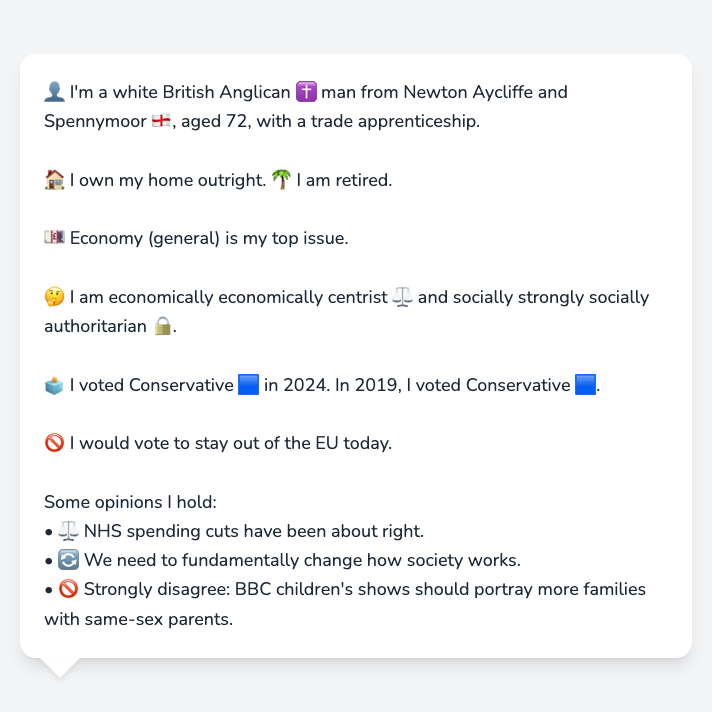 👤 I'm a white British Anglican ✝️ man from Newton Aycliffe and
Spennymoor 🏴󠁧󠁢󠁥󠁮󠁧󠁿, aged 72, with a trade apprenticeship.
🏠 I own my home outright. 🌴 I am retired.
💷 Economy (general) is my top issue.
🤔 I am economically economically centrist ⚖️ and socially strongly socially
authoritarian 🔒.
🗳️ I voted Conservative 🟦 in 2024. In 2019, I voted Conservative 🟦.
🚫 I would vote to stay out of the EU today.
Some opinions I hold:
• ⚖️ NHS spending cuts have been about right.
• 🔄 We need to fundamentally change how society works.
• 🚫 Strongly disagree: BBC children's shows should portray more families
with same-sex parents.